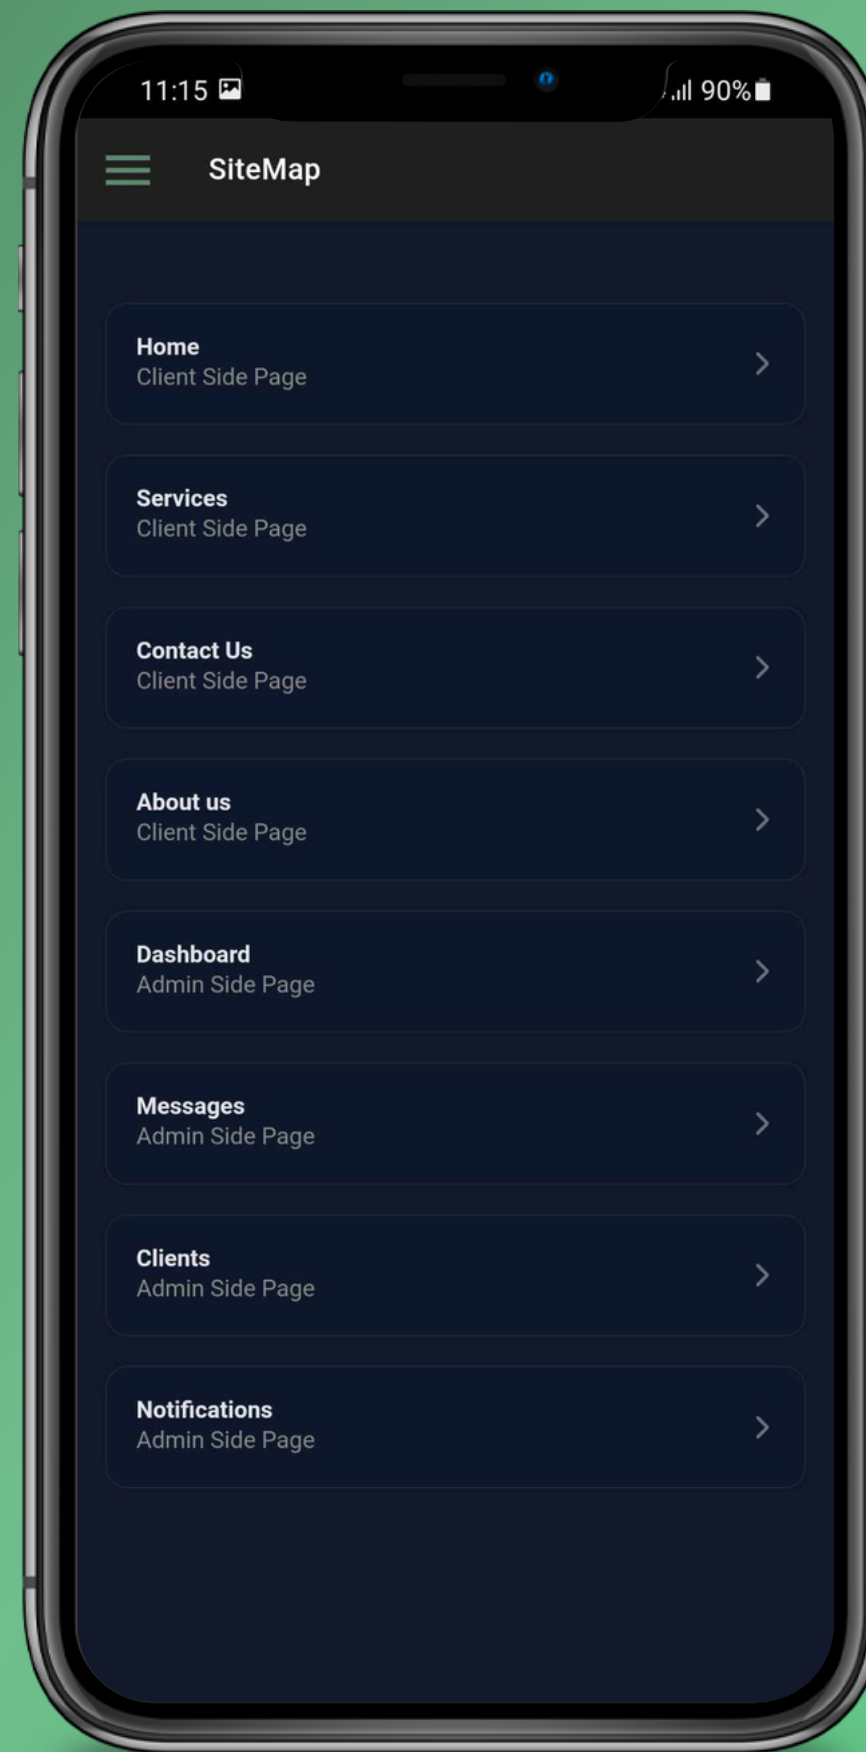 11:15
90%
SiteMap
Home
Client Side Page
Services
Client Side Page
Contact Us
Client Side Page
About us
Client Side Page
Dashboard
Admin Side Page
Messages
Admin Side Page
Clients
Admin Side Page
Notifications
Admin Side Page